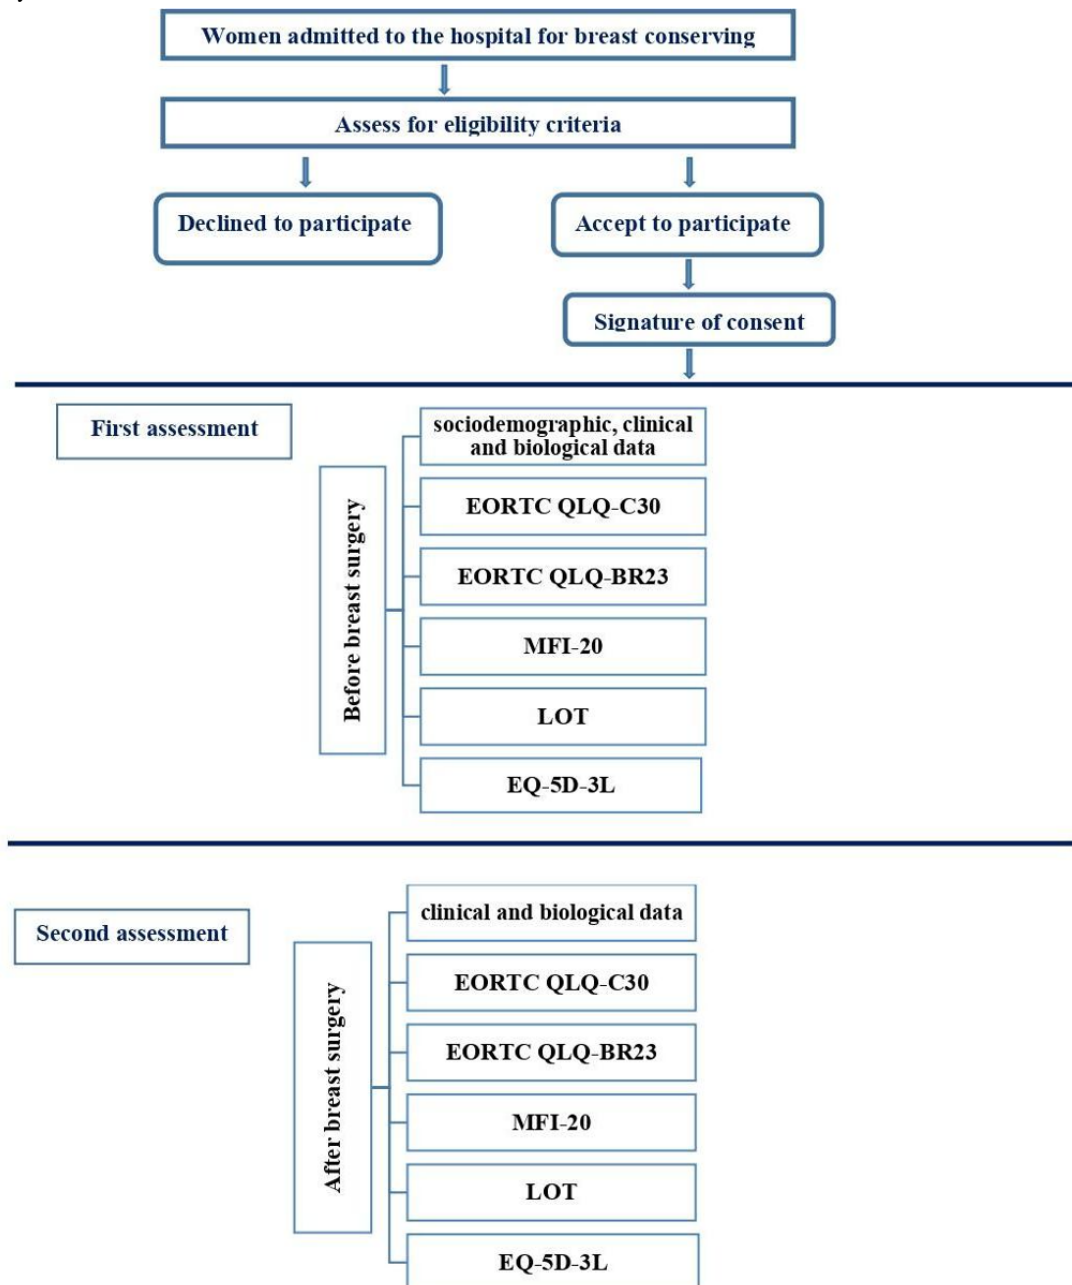 Women admitted to the hospital for breast conserving
Assess for eligibility criteria
Declined to participate
Accept to participate
Signature of consent
First assessment
Before breast surgery
sociodemographic, clinical
and biological data
EORTC QLQ-C30
EORTC QLQ-BR23
MFI-20
LOT
EQ-5D-3L
Second assessment
After breast surgery
clinical and biological data
EORTC QLQ-C30
EORTC QLQ-BR23
MFI-20
LOT
EQ-5D-3L